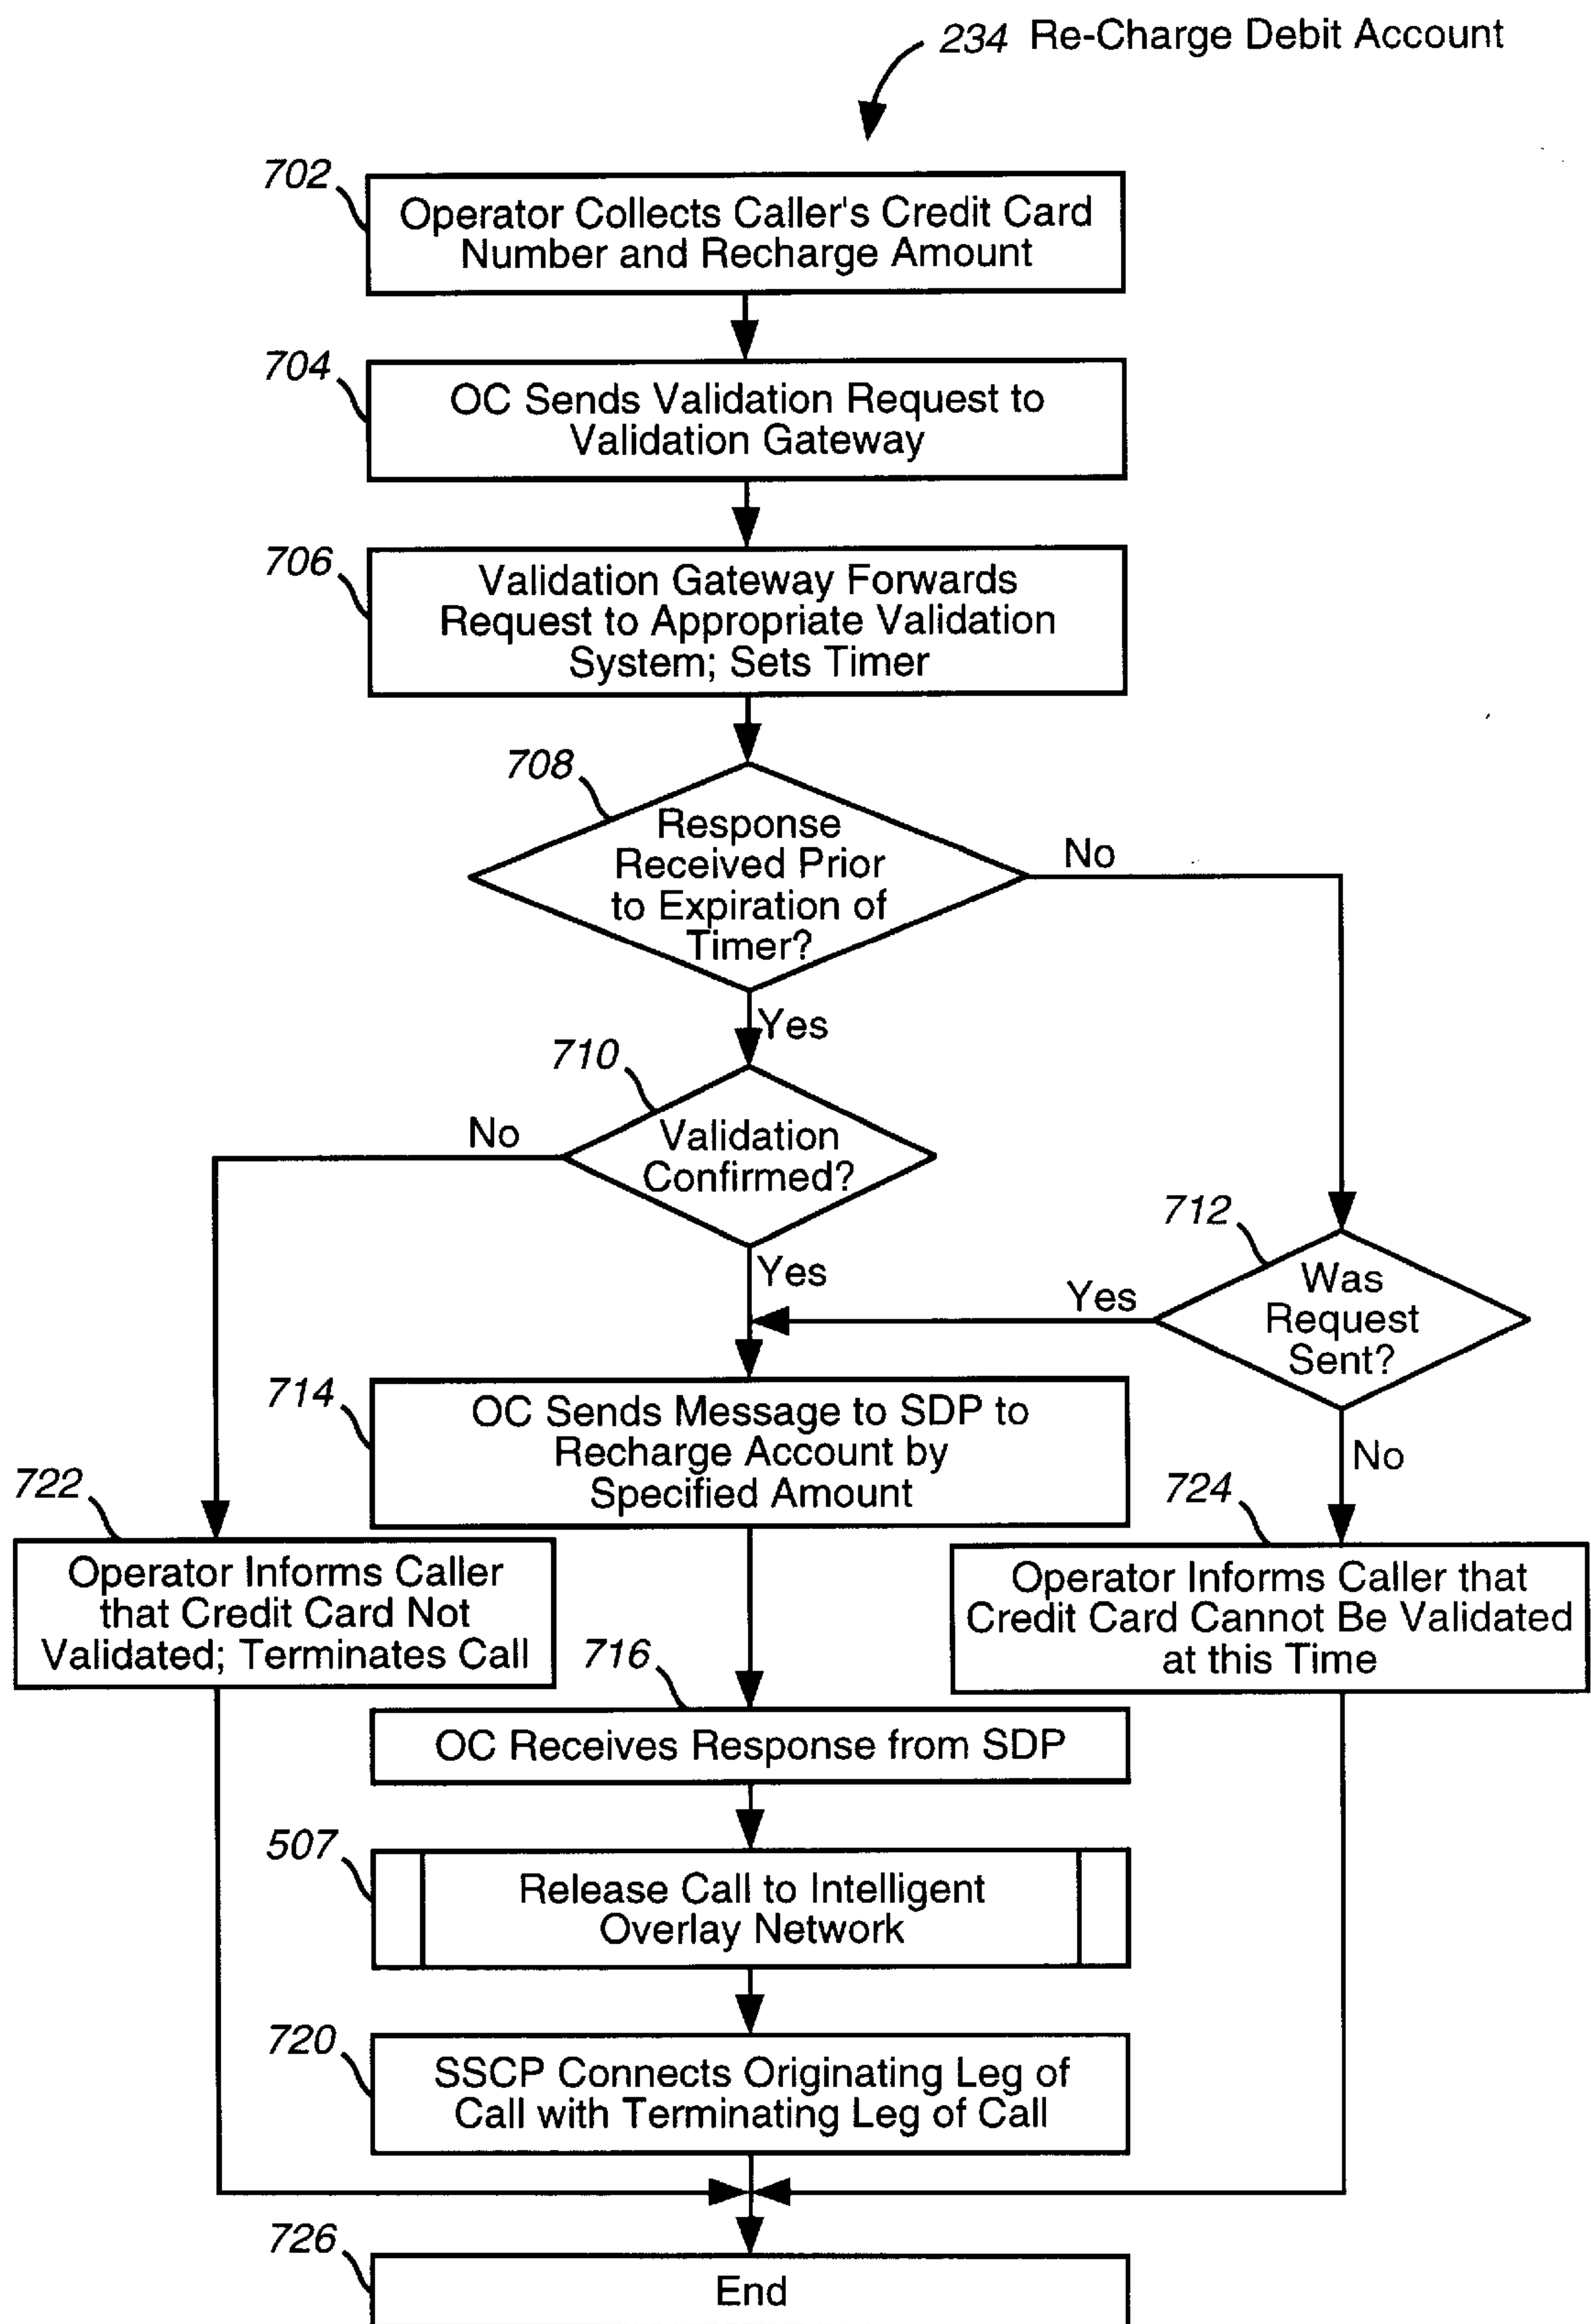 234 Re-Charge Debit Account
702
Operator Collects Caller's Credit Card
Number and Recharge Amount
704
OC Sends Validation Request to
Validation Gateway
706
Validation Gateway Forwards
Request to Appropriate Validation
System; Sets Timer
708
Response
Received Prior
to Expiration of
Timer?
No
Yes
710
Validation
Confirmed?
No
Yes
712
Was
Request
Sent?
Yes
No
714
OC Sends Message to SDP to
Recharge Account by
Specified Amount
722
Operator Informs Caller
that Credit Card Not
Validated; Terminates Call
724
Operator Informs Caller that
Credit Card Cannot Be Validated
at this Time
716
OC Receives Response from SDP
507
Release Call to Intelligent
Overlay Network
720
SSCP Connects Originating Leg of
Call with Terminating Leg of Call
726
End